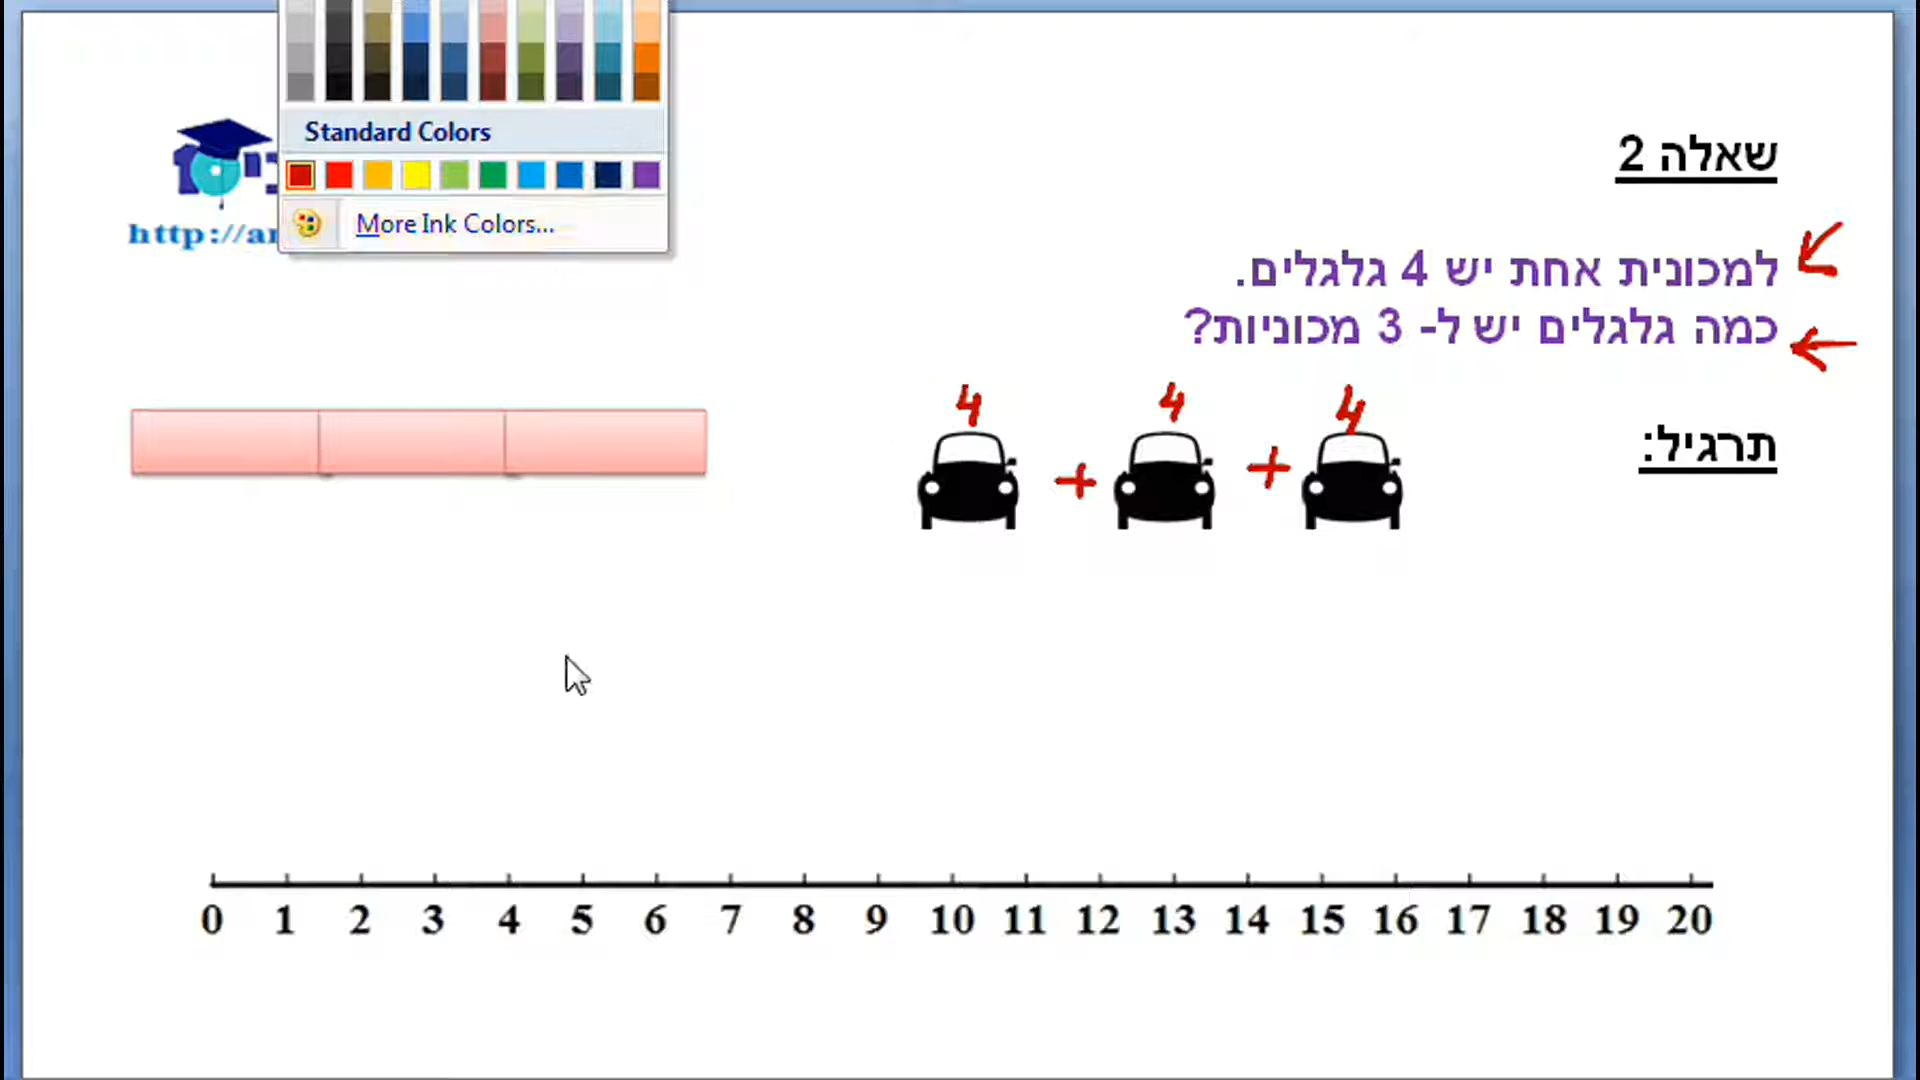 Standard Colors
More Ink Colors...
http://ar
שאלה 2
למכונית אחת יש 4 גלגלים.
כמה גלגלים יש ל- 3 מכוניות?
תרגיל:
4 + 4 + 4
0 1 2 3 4 5 6 7 8 9 10 11 12 13 14 15 16 17 18 19 20